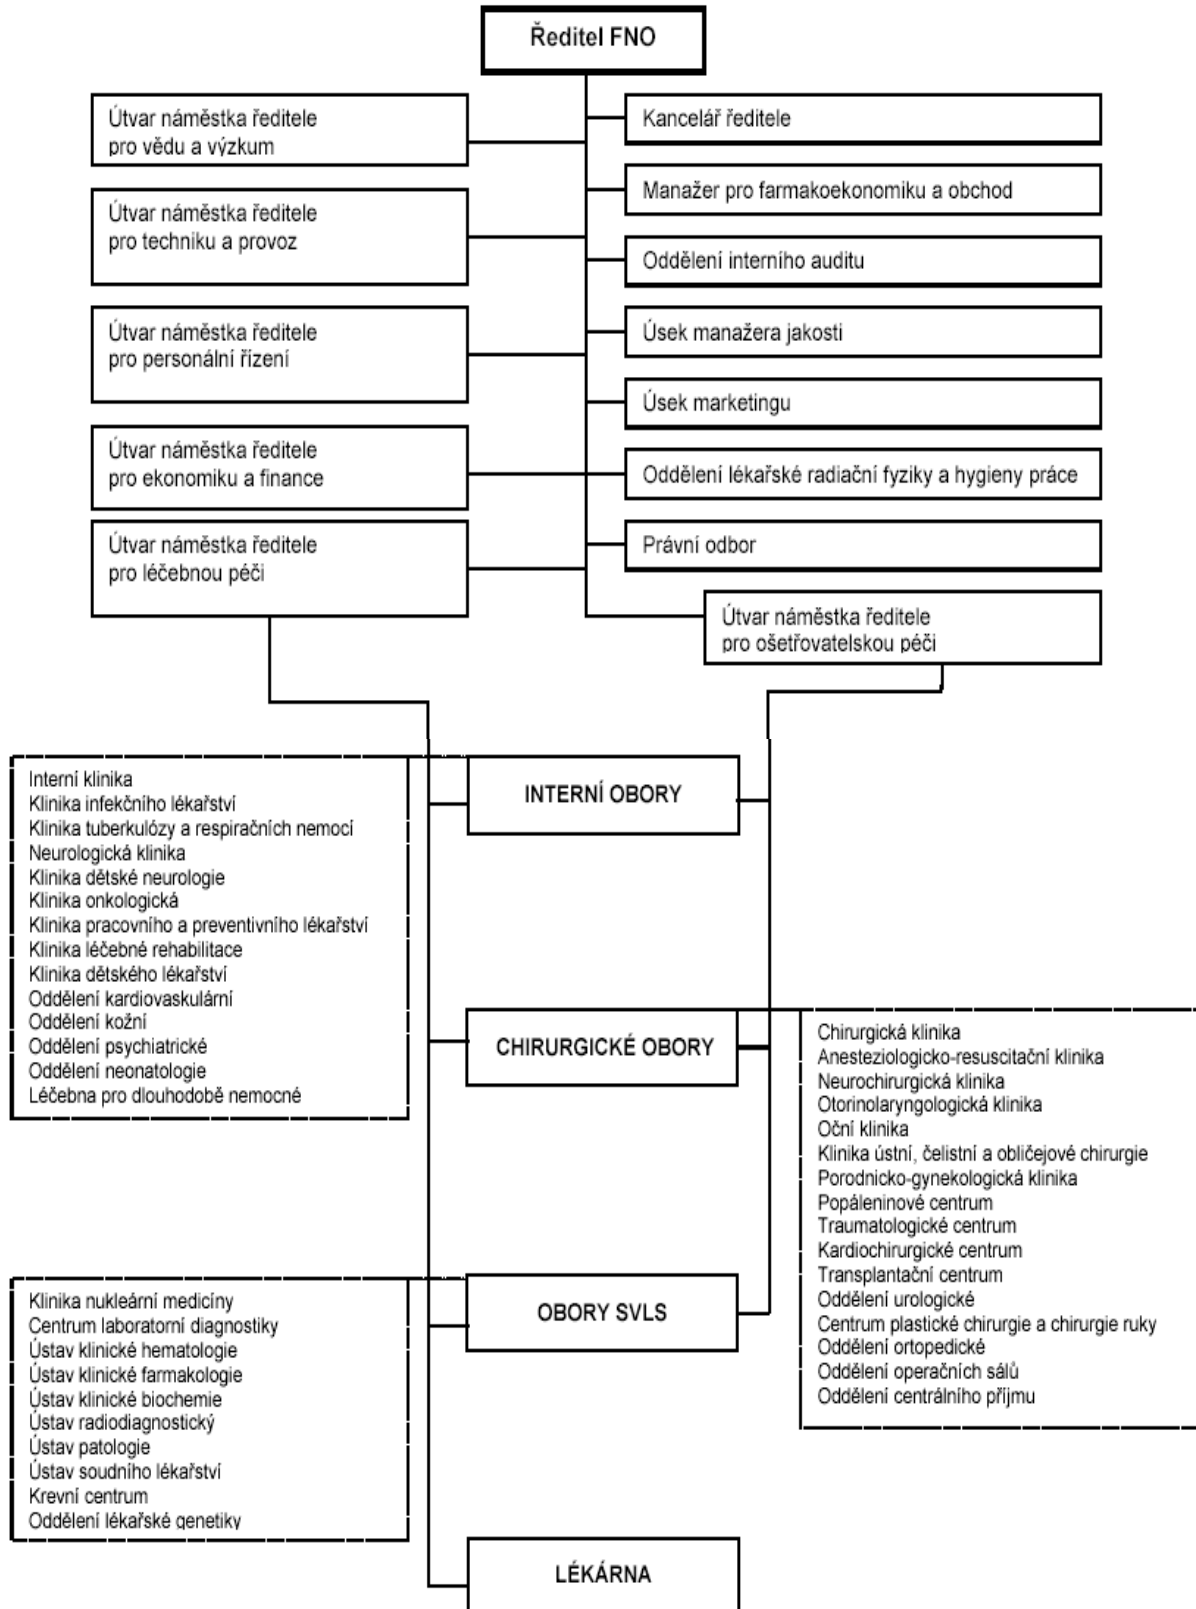 Ředitel FNO
Útvar náměstka ředitele
pro vědu a výzkum
Útvar náměstka ředitele
pro techniku a provoz
Útvar náměstka ředitele
pro personální řízení
Útvar náměstka ředitele
pro ekonomiku a finance
Útvar náměstka ředitele
pro léčebnou péči
Kancelář ředitele
Manažer pro farmakoekonomiku a obchod
Oddělení interního auditu
Úsek manažera jakosti
Úsek marketingu
Oddělení lékařské radiační fyziky a hygieny práce
Právní odbor
Útvar náměstka ředitele
pro ošetřovatelskou péči
INTERNÍ OBORY
Interní klinika
Klinika infekčního lékařství
Klinika tuberkulózy a respiračních nemocí
Neurologická klinika
Klinika dětské neurologie
Klinika onkologická
Klinika pracovního a preventivního lékařství
Klinika léčebné rehabilitace
Klinika dětského lékařství
Oddělení kardiovaskulární
Oddělení kožní
Oddělení psychiatrické
Oddělení neonatologie
Léčebna pro dlouhodobě nemocné
CHIRURGICKÉ OBORY
Chirurgická klinika
Anesteziologicko-resuscitační klinika
Neurochirurgická klinika
Otorinolaryngologická klinika
Oční klinika
Klinika ústní, čelistní a obličejové chirurgie
Porodnicko-gynekologická klinika
Popáleninové centrum
Traumatologické centrum
Kardiochirurgické centrum
Transplantační centrum
Oddělení urologické
Centrum plastické chirurgie a chirurgie ruky
Oddělení ortopedické
Oddělení operačních sálů
Oddělení centrálního příjmu
OBORY SVLS
Klinika nukleární medicíny
Centrum laboratorní diagnostiky
Ústav klinické hematologie
Ústav klinické farmakologie
Ústav klinické biochemie
Ústav radiodiagnostický
Ústav patologie
Ústav soudního lékařství
Krevní centrum
Oddělení lékařské genetiky
LÉKÁRNA